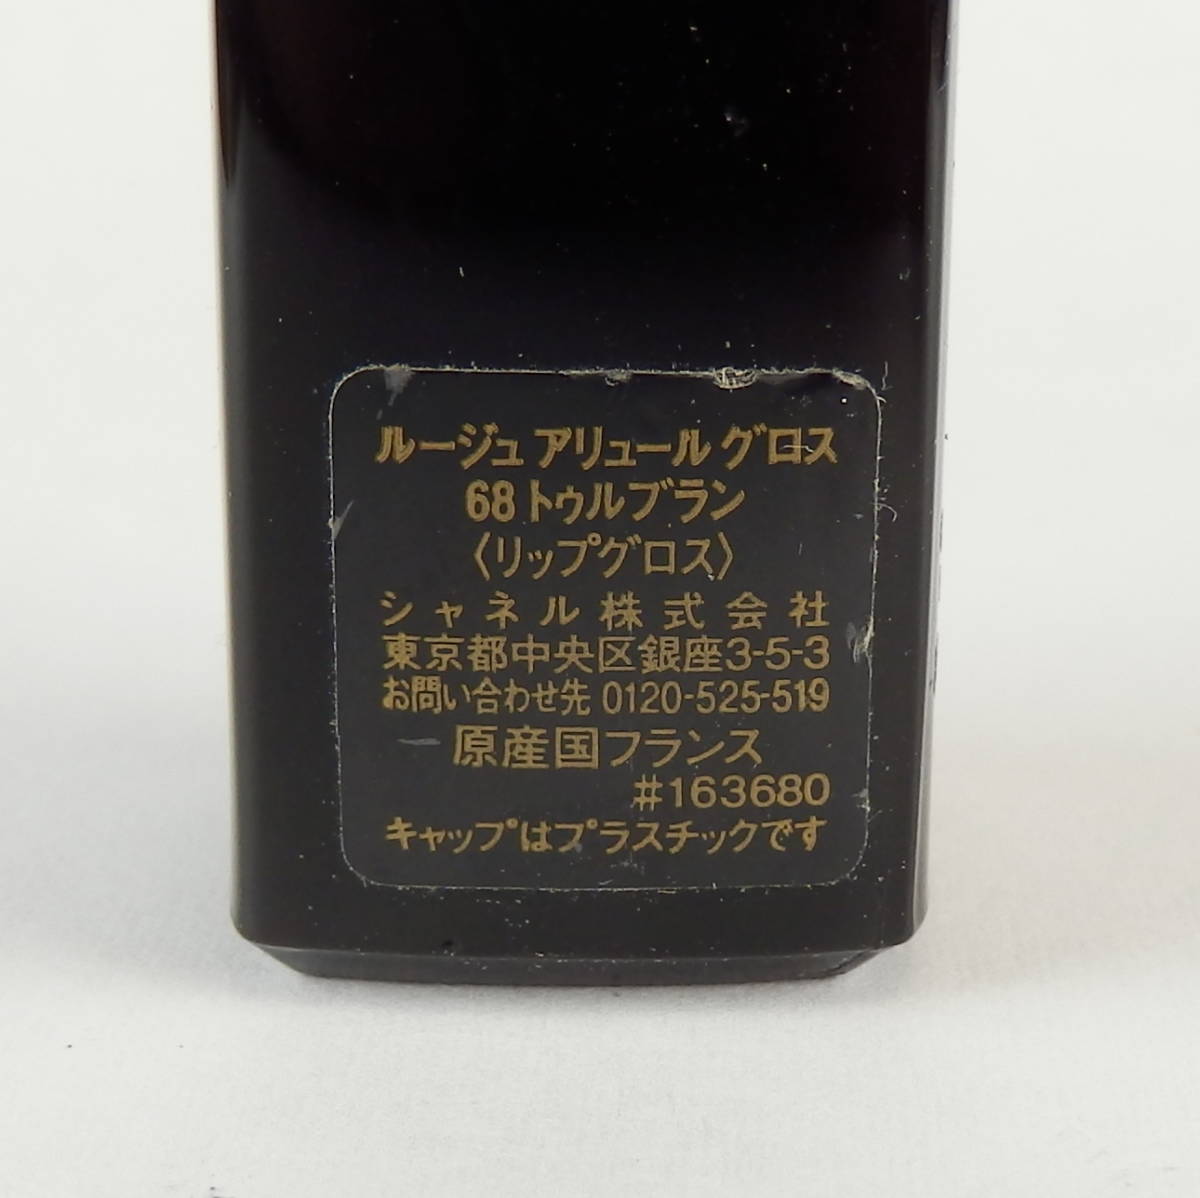 ルージュ アリュール グロス
68 トゥルブラン
〈リップグロス〉
シャネル株式会社
東京都中央区銀座3-5-3
お問い合わせ先 0120-525-519
原産国フランス
#163680
キャップはプラスチックです